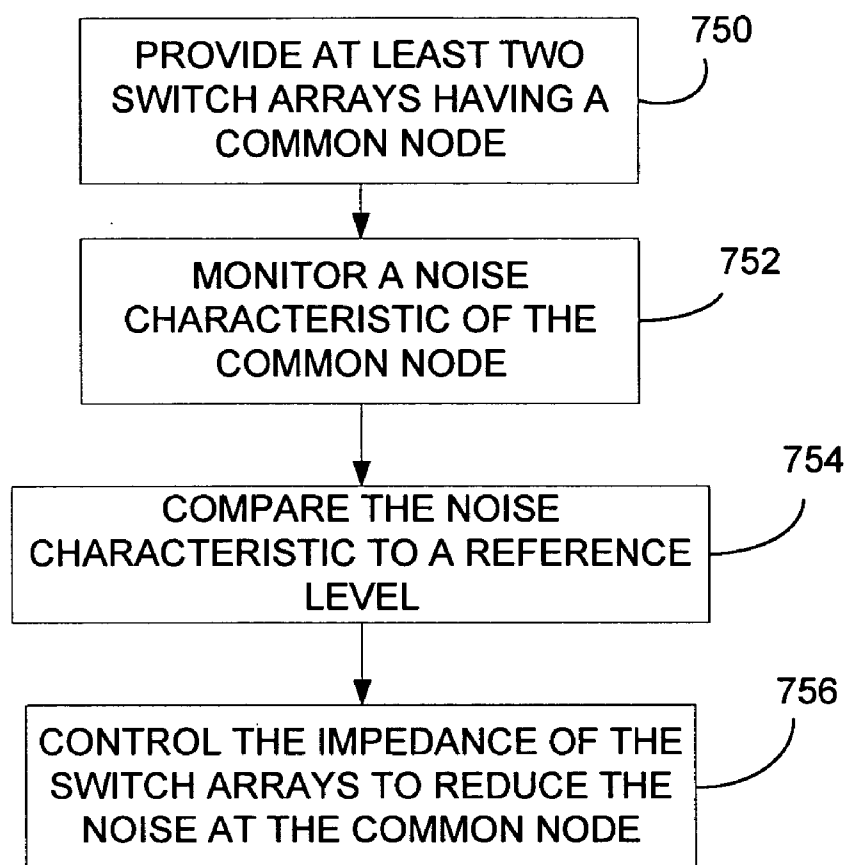 750
PROVIDE AT LEAST TWO
SWITCH ARRAYS HAVING A
COMMON NODE
752
MONITOR A NOISE
CHARACTERISTIC OF THE
COMMON NODE
754
COMPARE THE NOISE
CHARACTERISTIC TO A REFERENCE
LEVEL
756
CONTROL THE IMPEDANCE OF THE
SWITCH ARRAYS TO REDUCE THE
NOISE AT THE COMMON NODE